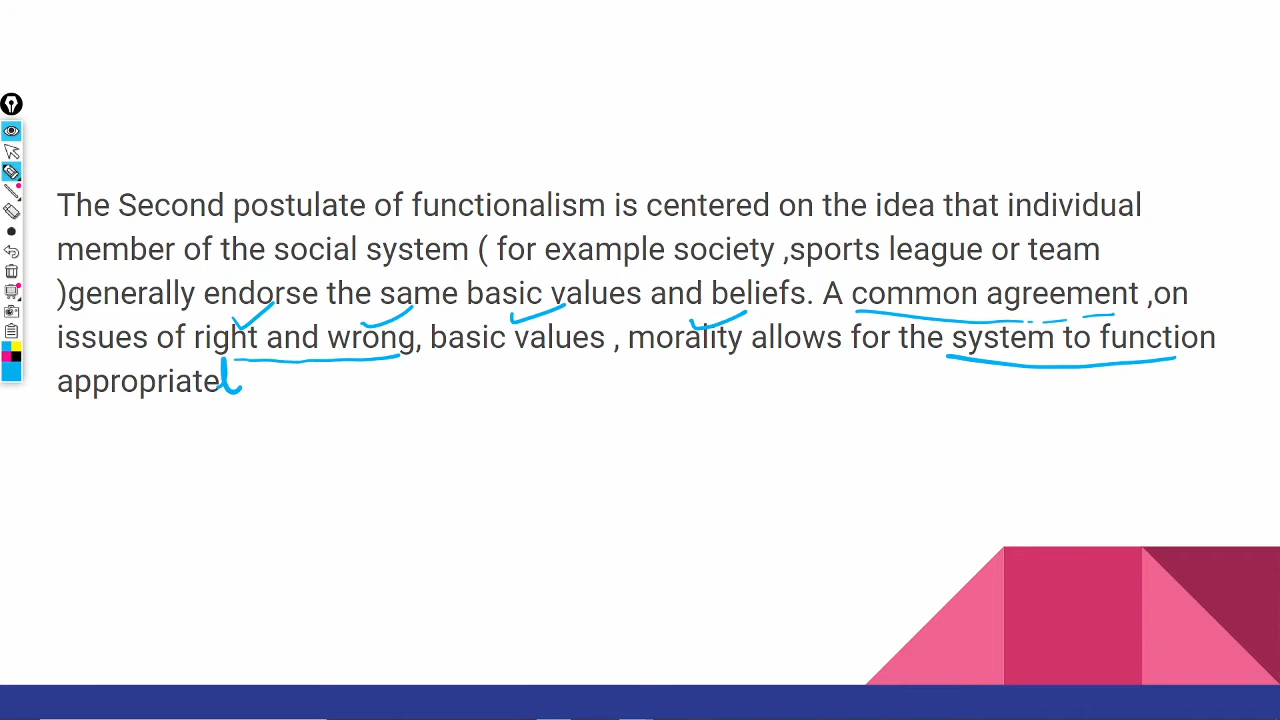 The Second postulate of functionalism is centered on the idea that individual
member of the social system ( for example society ,sports league or team
)generally endorse the same basic values and beliefs. A common agreement ,on
issues of right and wrong, basic values , morality allows for the system to function
appropriatel